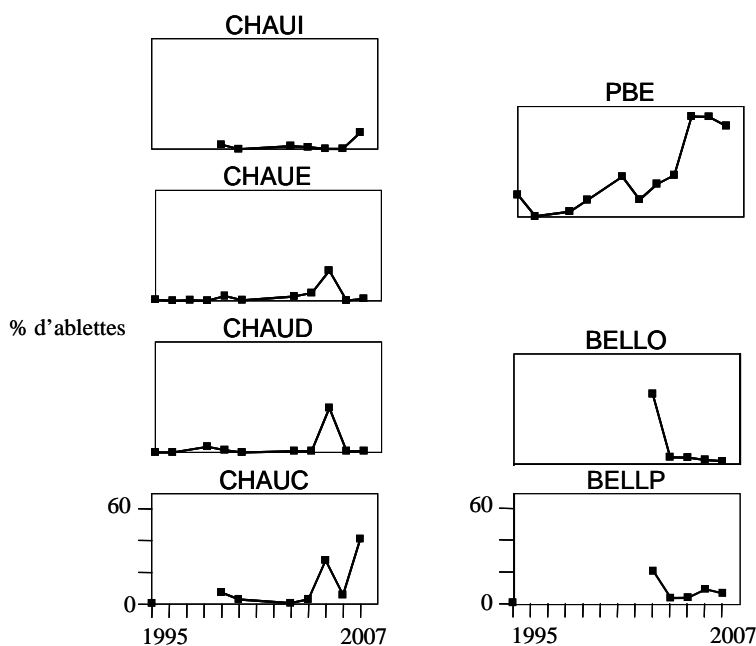 CHAUI
CHAUE
% d'ablettes
CHAUD
CHAUC
60
0
1995
2007
PBE
BELLO
BELLP
60
0
1995
2007